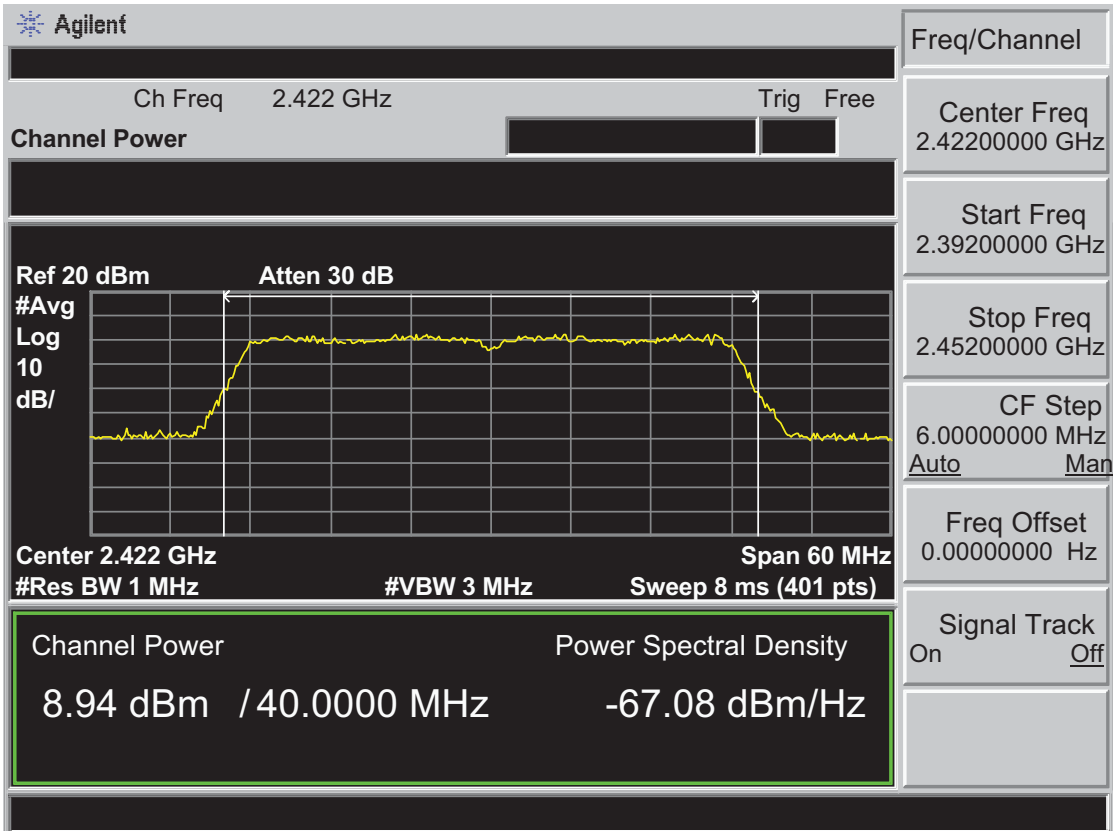 Agilent
Freq/Channel
Ch Freq 2.422 GHz Trig Free
Channel Power
Center Freq
2.42200000 GHz
Start Freq
2.39200000 GHz
Stop Freq
2.45200000 GHz
CF Step
6.00000000 MHz
Auto Man
Freq Offset
0.00000000 Hz
Signal Track
On Off
Ref 20 dBm Atten 30 dB
#Avg
Log
10
dB/
Center 2.422 GHz Span 60 MHz
#Res BW 1 MHz #VBW 3 MHz Sweep 8 ms (401 pts)
Channel Power Power Spectral Density
8.94 dBm / 40.0000 MHz -67.08 dBm/Hz